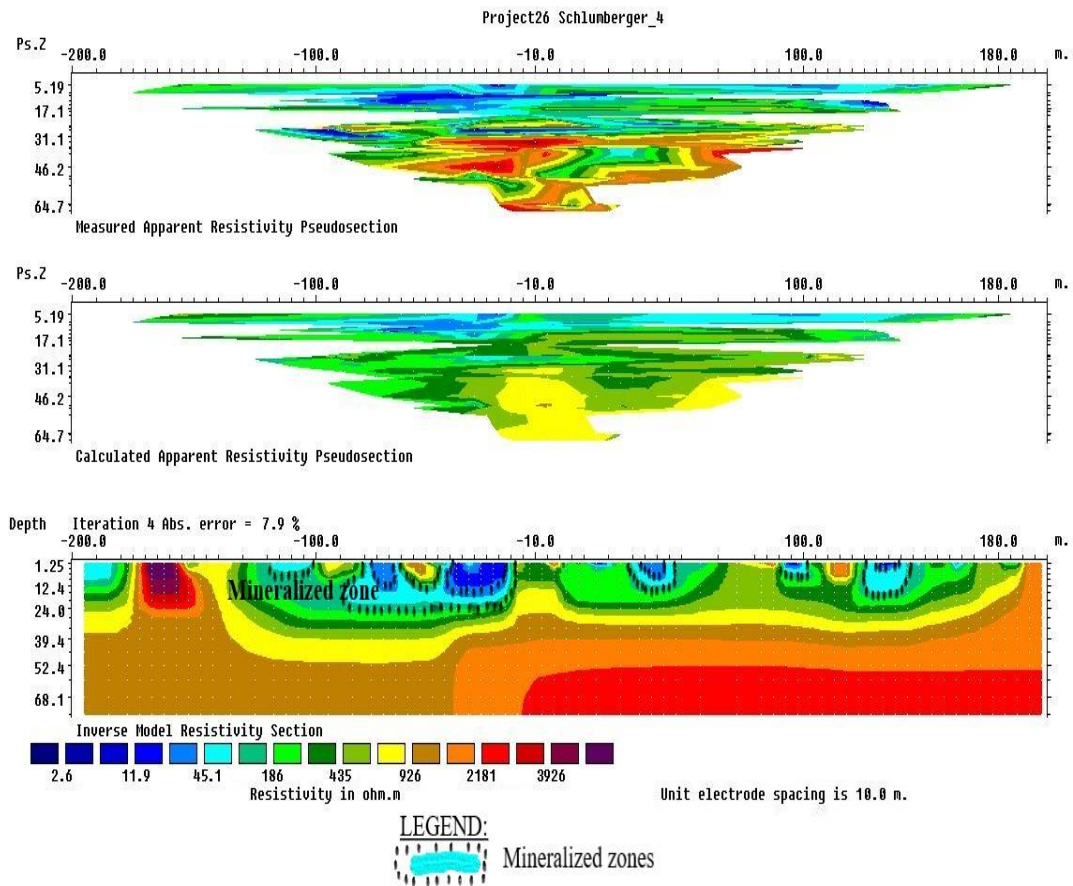 Project26 Schlumberger_4
Ps.Z -200.0 -100.0 -10.0 100.0 180.0 m.
5.19
17.1
31.1
46.2
64.7
Measured Apparent Resistivity Pseudosection
Ps.Z -200.0 -100.0 -10.0 100.0 180.0 m.
5.19
17.1
31.1
46.2
64.7
Calculated Apparent Resistivity Pseudosection
Depth Iteration 4 Abs. error = 7.9 %
-200.0 -100.0 -10.0 100.0 180.0 m.
1.25
12.4 Mineralized zone
24.0
39.4
52.4
68.1
Inverse Model Resistivity Section
2.6 11.9 45.1 186 435 926 2181 3926
Resistivity in ohm.m Unit electrode spacing is 10.0 m.
LEGEND:
Mineralized zones